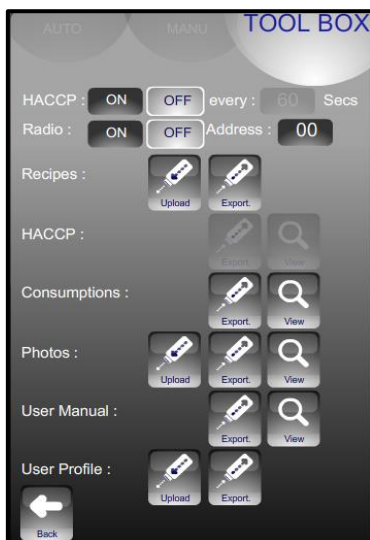 AUTO MANU TOOL BOX
HACCP : ON OFF every : 60 Secs
Radio : ON OFF Address : 00
Recipes :
Upload Export.
HACCP :
Export. View
Consumptions :
Export. View
Photos :
Upload Export. View
User Manual :
Export. View
User Profile :
Upload Export.
Back